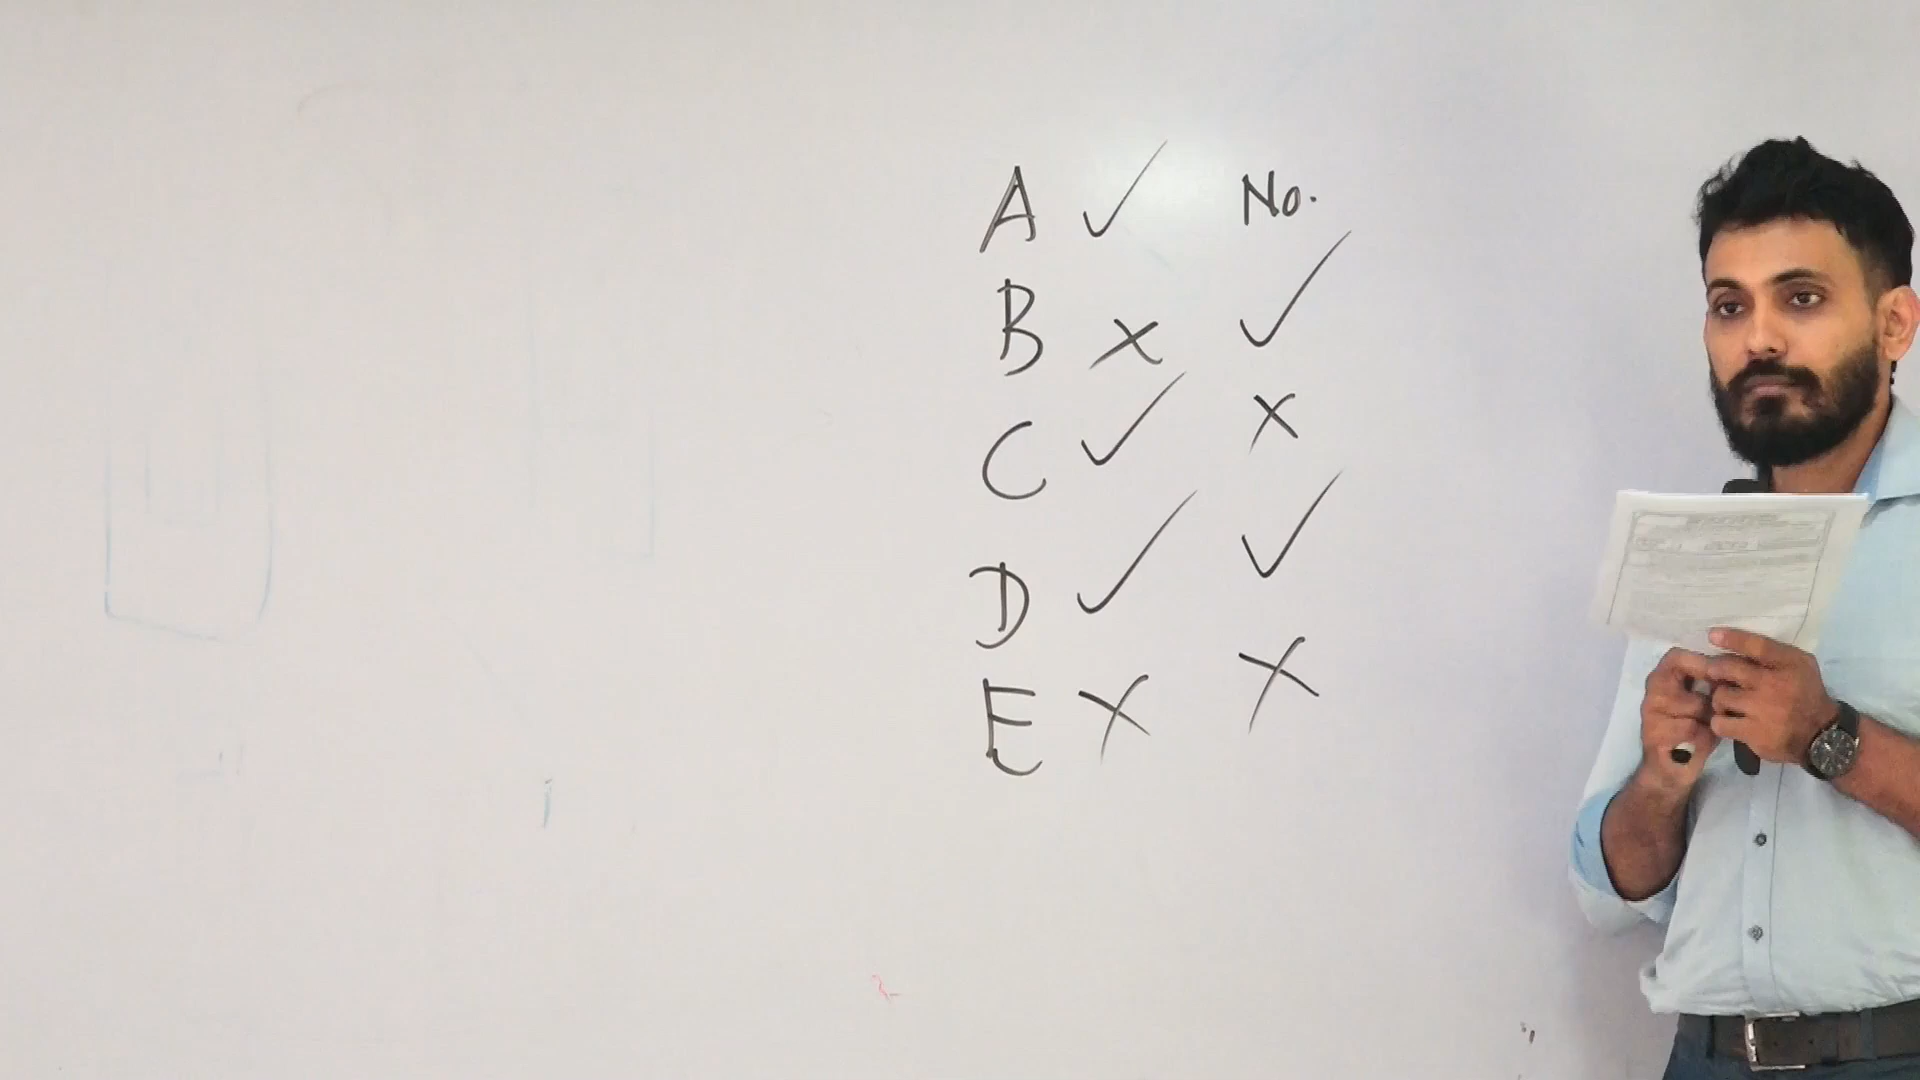 A ✓ No.
B × ✓
C ✓ ×
D ✓ ✓
E × ×